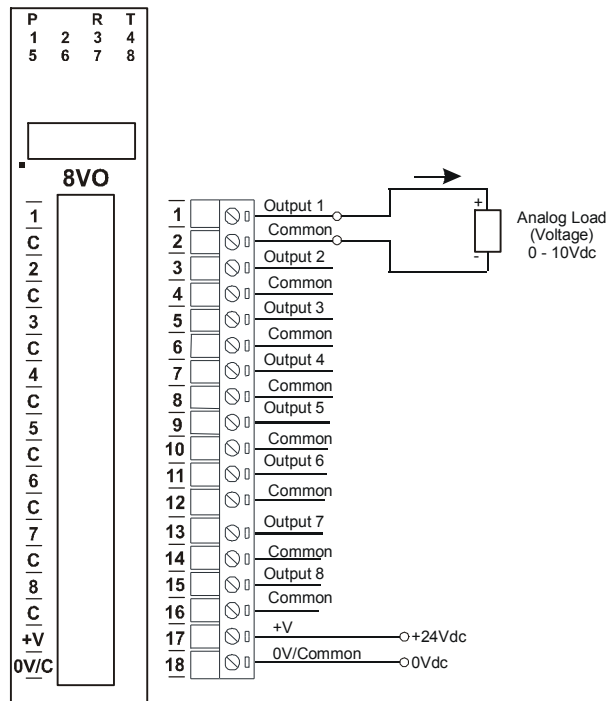 P R T
1 2 3 4
5 6 7 8
8VO
1
C
2
C
3
C
4
C
5
C
6
C
7
C
8
C
+V
0V/C
1 Output 1
2 Common
3 Output 2
4 Common
5 Output 3
6 Common
7 Output 4
8 Common
9 Output 5
10 Common
11 Output 6
12 Common
13 Output 7
14 Common
15 Output 8
16 Common
17 +V +24Vdc
18 0V/Common 0Vdc
+
-
Analog Load
(Voltage)
0 - 10Vdc